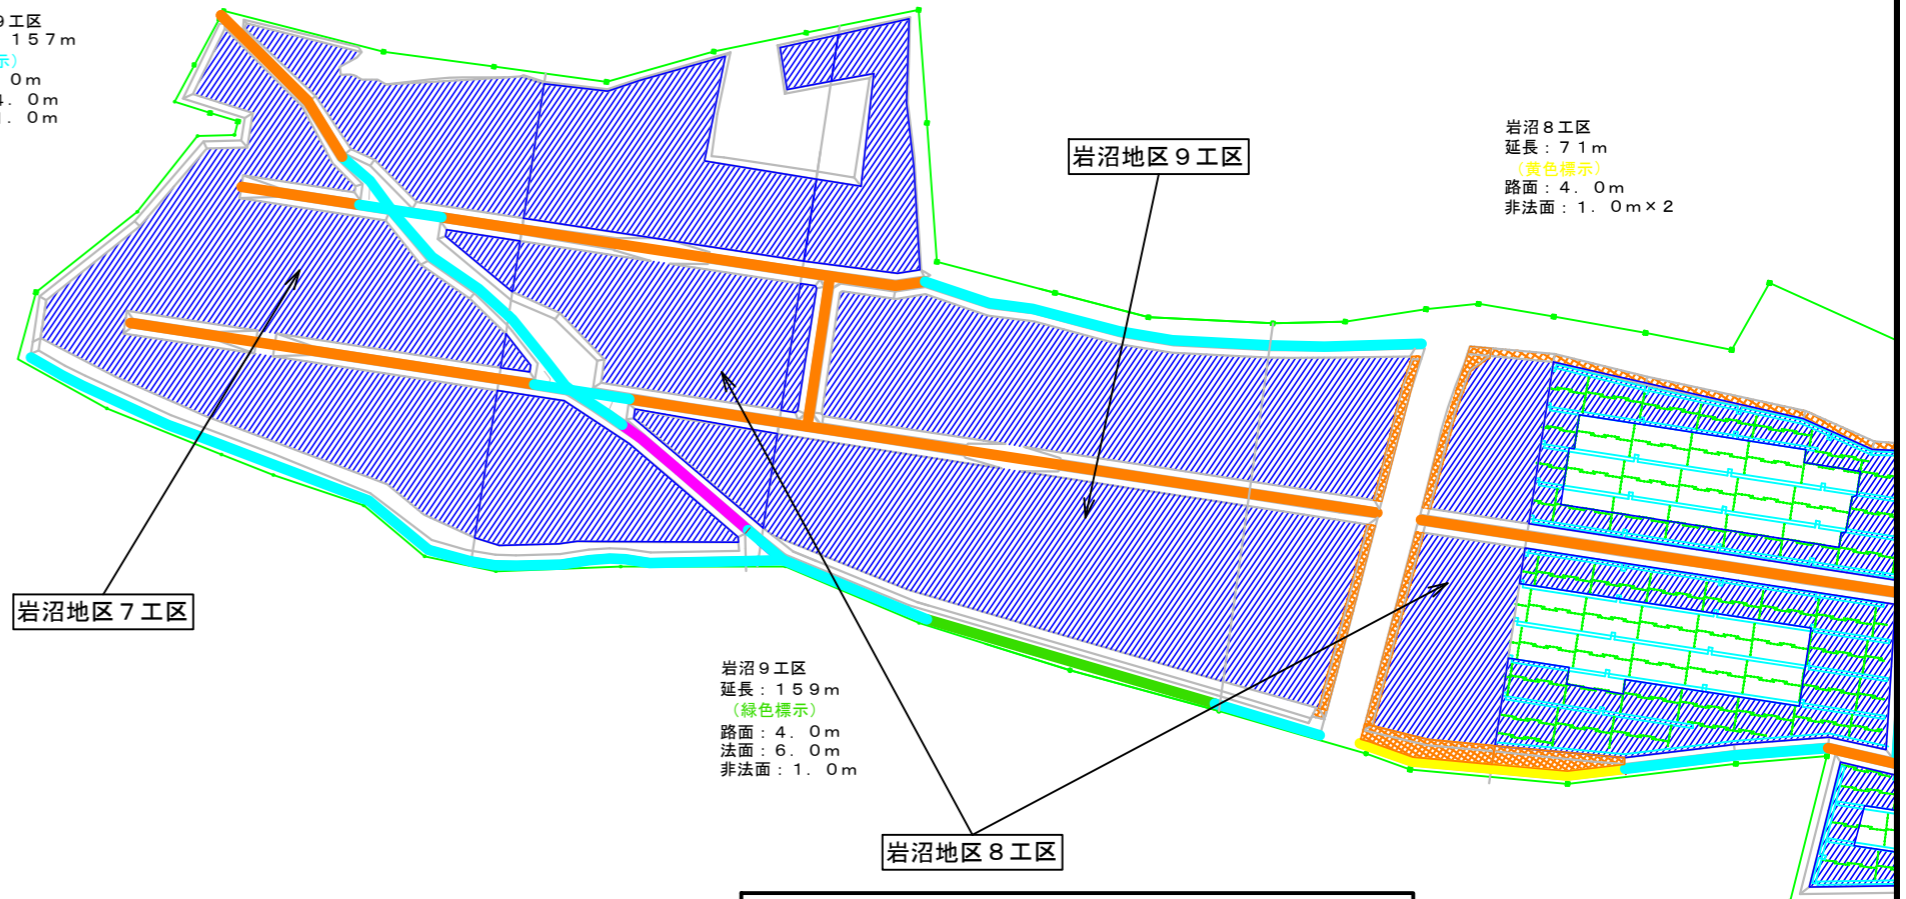 9工区
157m
示)
0m
4.0m
1.0m
岩沼地区9工区
岩沼8工区
延長:71m
(黄色標示)
路面:4.0m
非法面:1.0m×2
岩沼地区7工区
岩沼9工区
延長:159m
(緑色標示)
路面:4.0m
法面:6.0m
非法面:1.0m
岩沼地区8工区